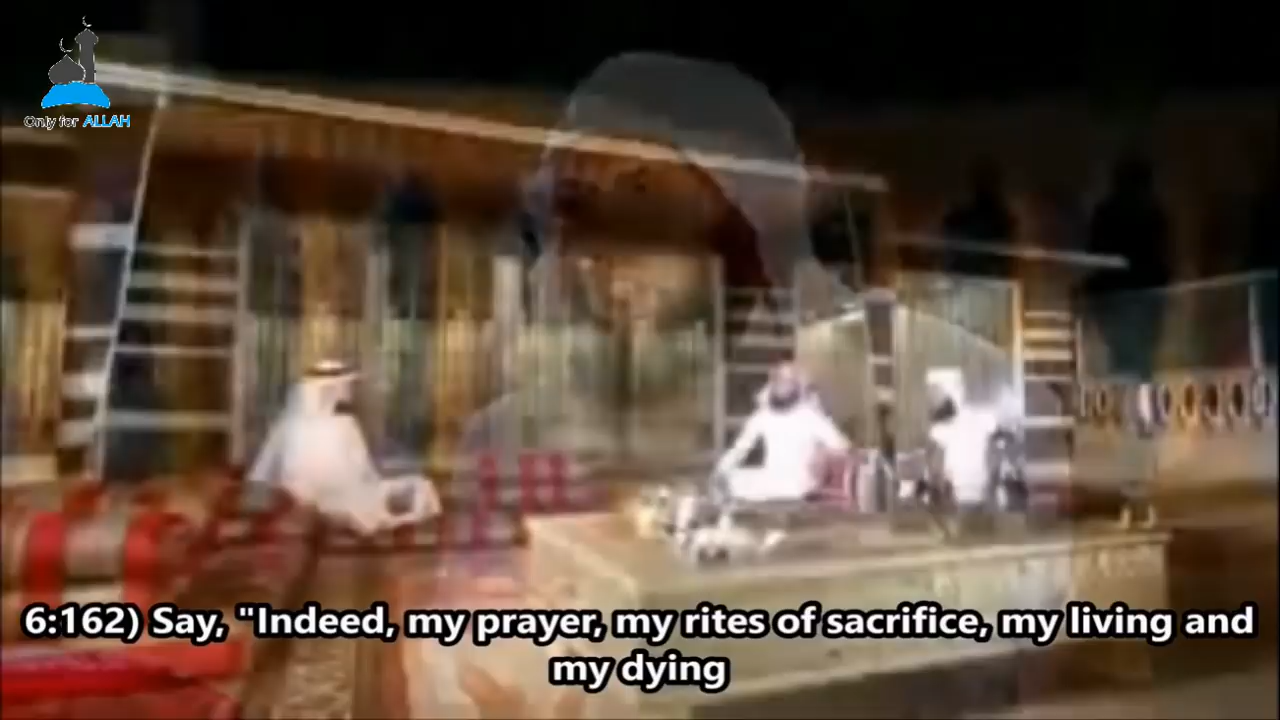 Only for ALLAH
6:162) Say, "Indeed, my prayer, my rites of sacrifice, my living and
my dying